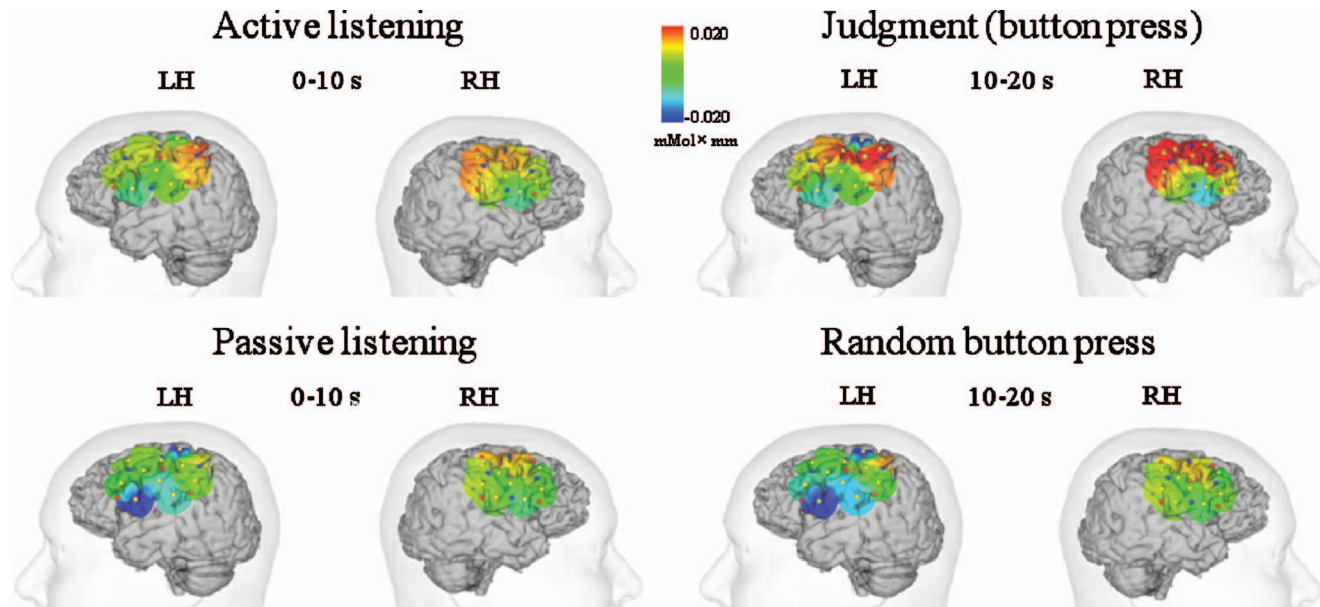 Active listening
LH 0-10 s RH
0.020
-0.020
mMol× mm
Judgment (button press)
LH 10-20 s RH
Passive listening
LH 0-10 s RH
Random button press
LH 10-20 s RH